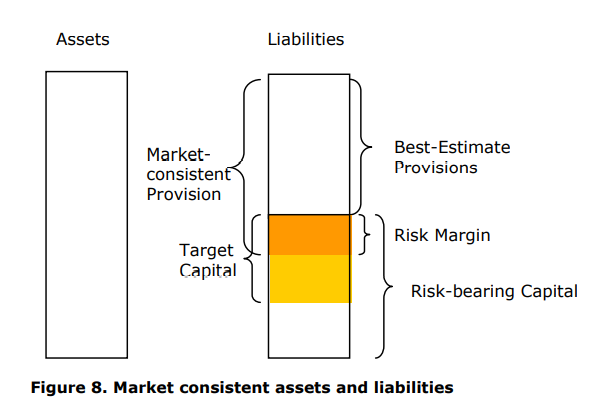 Assets
Liabilities
Market-
consistent
Provision
Best-Estimate
Provisions
Target
Capital
Risk Margin
Risk-bearing Capital
Figure 8. Market consistent assets and liabilities